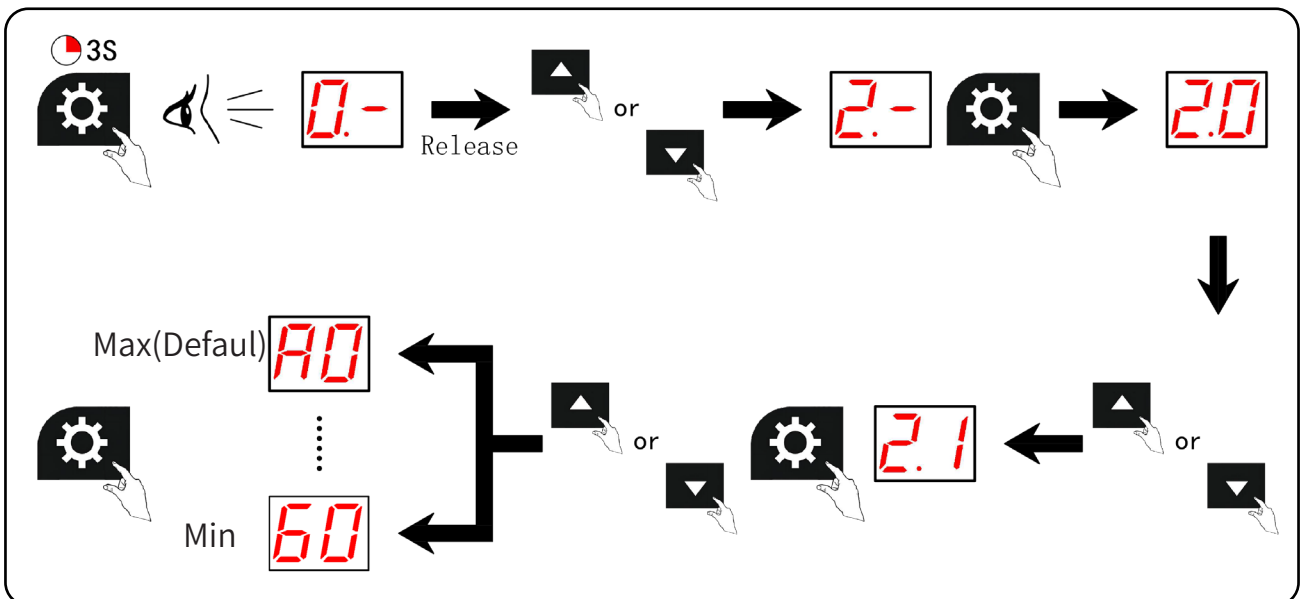 3S
0.-
Release
or
2.-
2.0
or
2.1
or
Max(Defaul)
A0
Min
60